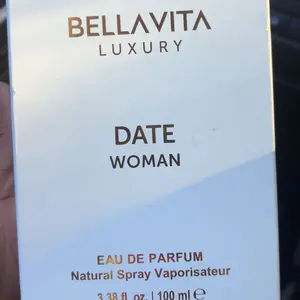 BELLAVITA
LUXURY
DATE
WOMAN
EAU DE PARFUM
Natural Spray Vaporisateur
3.38 fl.oz. | 100 ml ℮